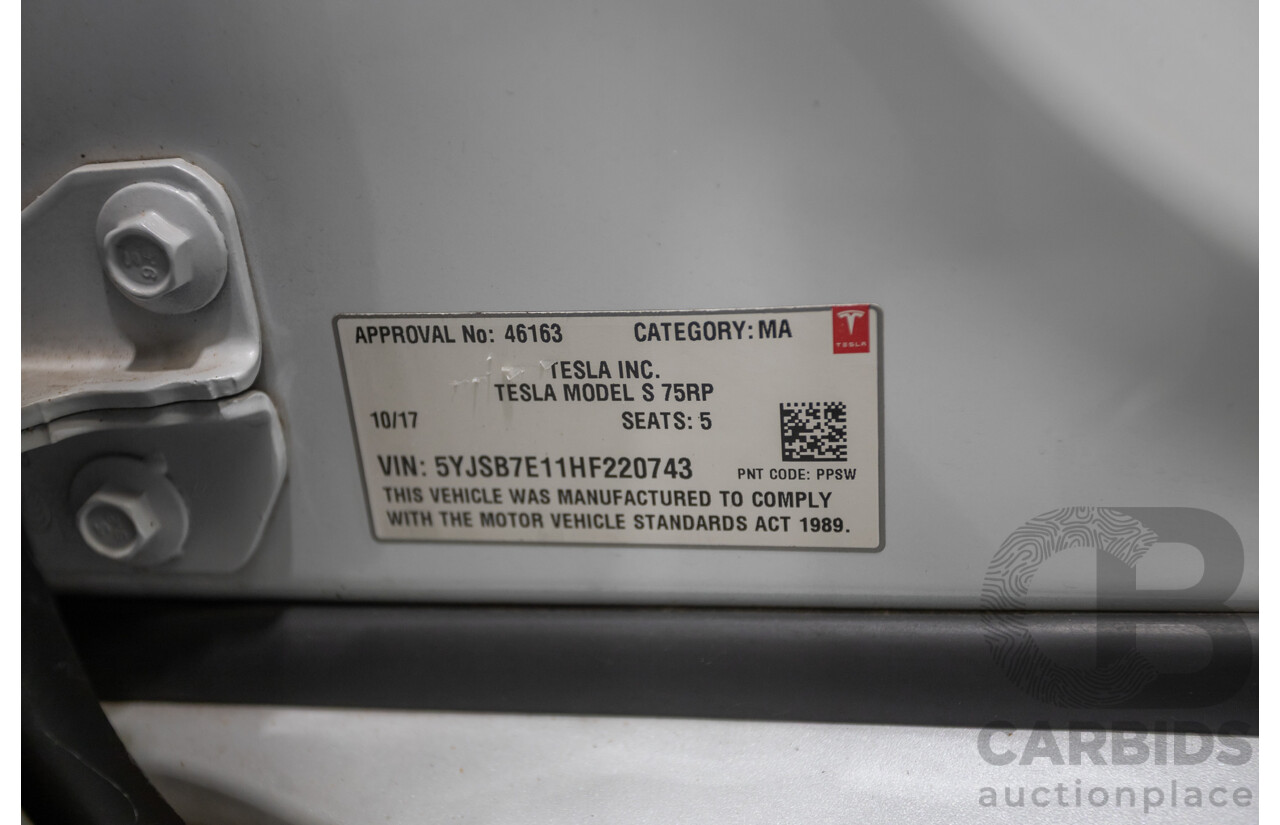 APPROVAL No: 46163 CATEGORY: MA
TESLA
TESLA INC.
TESLA MODEL S 75RP
10/17 SEATS: 5
VIN: 5YJSB7E11HF220743 PNT CODE: PPSW
THIS VEHICLE WAS MANUFACTURED TO COMPLY
WITH THE MOTOR VEHICLE STANDARDS ACT 1989.
CB
CARBIDS
auctionplace